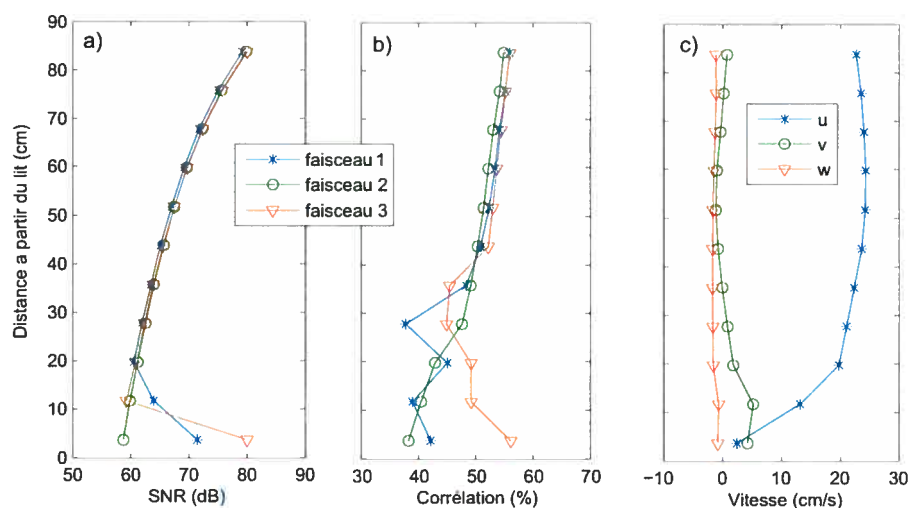 a)
b)
c)
Distance a partir du lit (cm)
90
80
70
60
50
40
30
20
10
0
faisceau 1
faisceau 2
faisceau 3
u
v
w
50 60 70 80 90
30 40 50 60 70
−10 0 10 20 30
SNR (dB)
Corrélation (%)
Vitesse (cm/s)